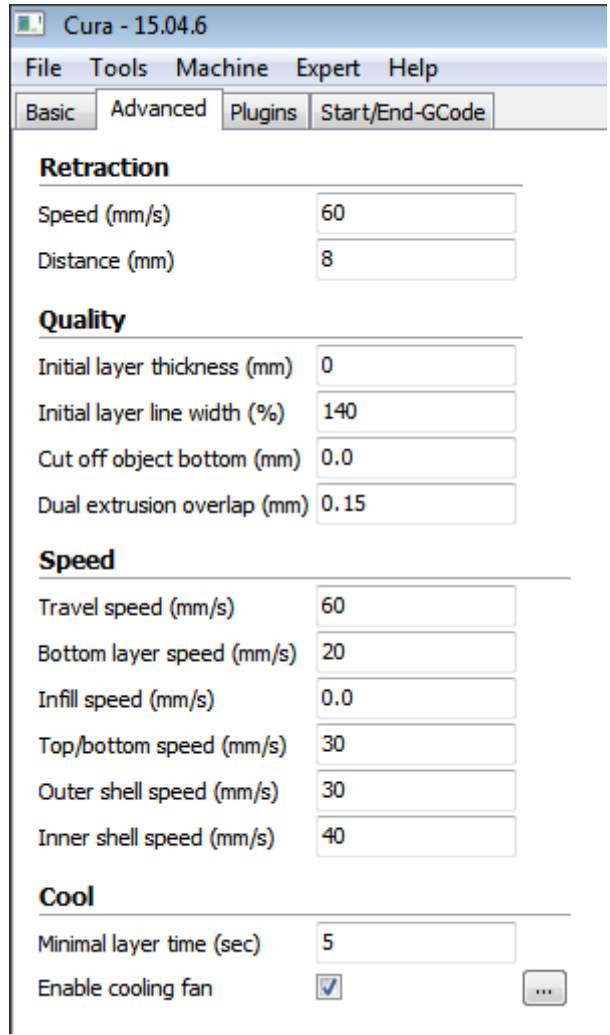 Cura - 15.04.6
File Tools Machine Expert Help
Basic Advanced Plugins Start/End-GCode
Retraction
Speed (mm/s) 60
Distance (mm) 8
Quality
Initial layer thickness (mm) 0
Initial layer line width (%) 140
Cut off object bottom (mm) 0.0
Dual extrusion overlap (mm) 0.15
Speed
Travel speed (mm/s) 60
Bottom layer speed (mm/s) 20
Infill speed (mm/s) 0.0
Top/bottom speed (mm/s) 30
Outer shell speed (mm/s) 30
Inner shell speed (mm/s) 40
Cool
Minimal layer time (sec) 5
Enable cooling fan ...